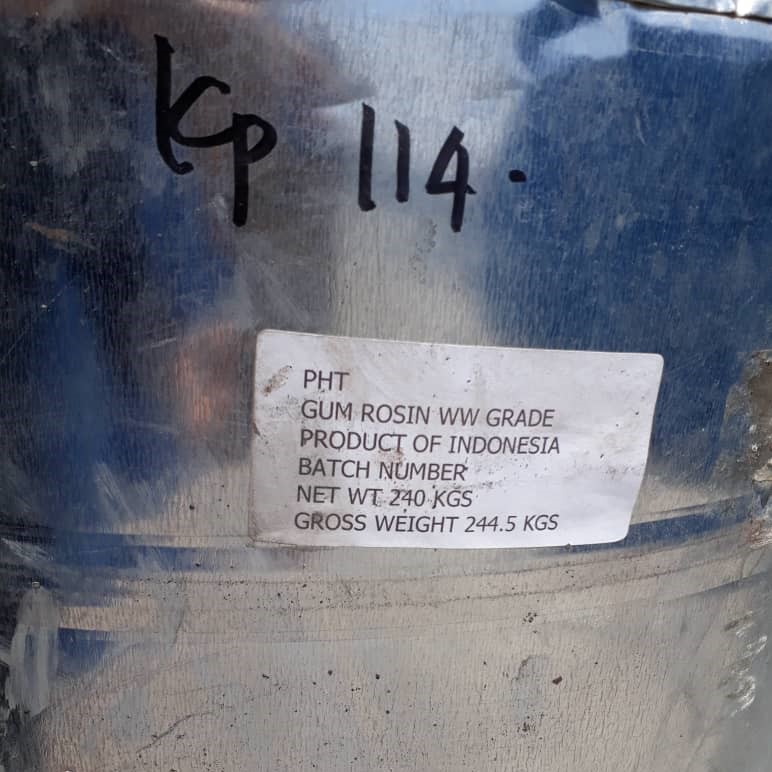 Kp 114.
PHT
GUM ROSIN WW GRADE
PRODUCT OF INDONESIA
BATCH NUMBER
NET WT 240 KGS
GROSS WEIGHT 244.5 KGS